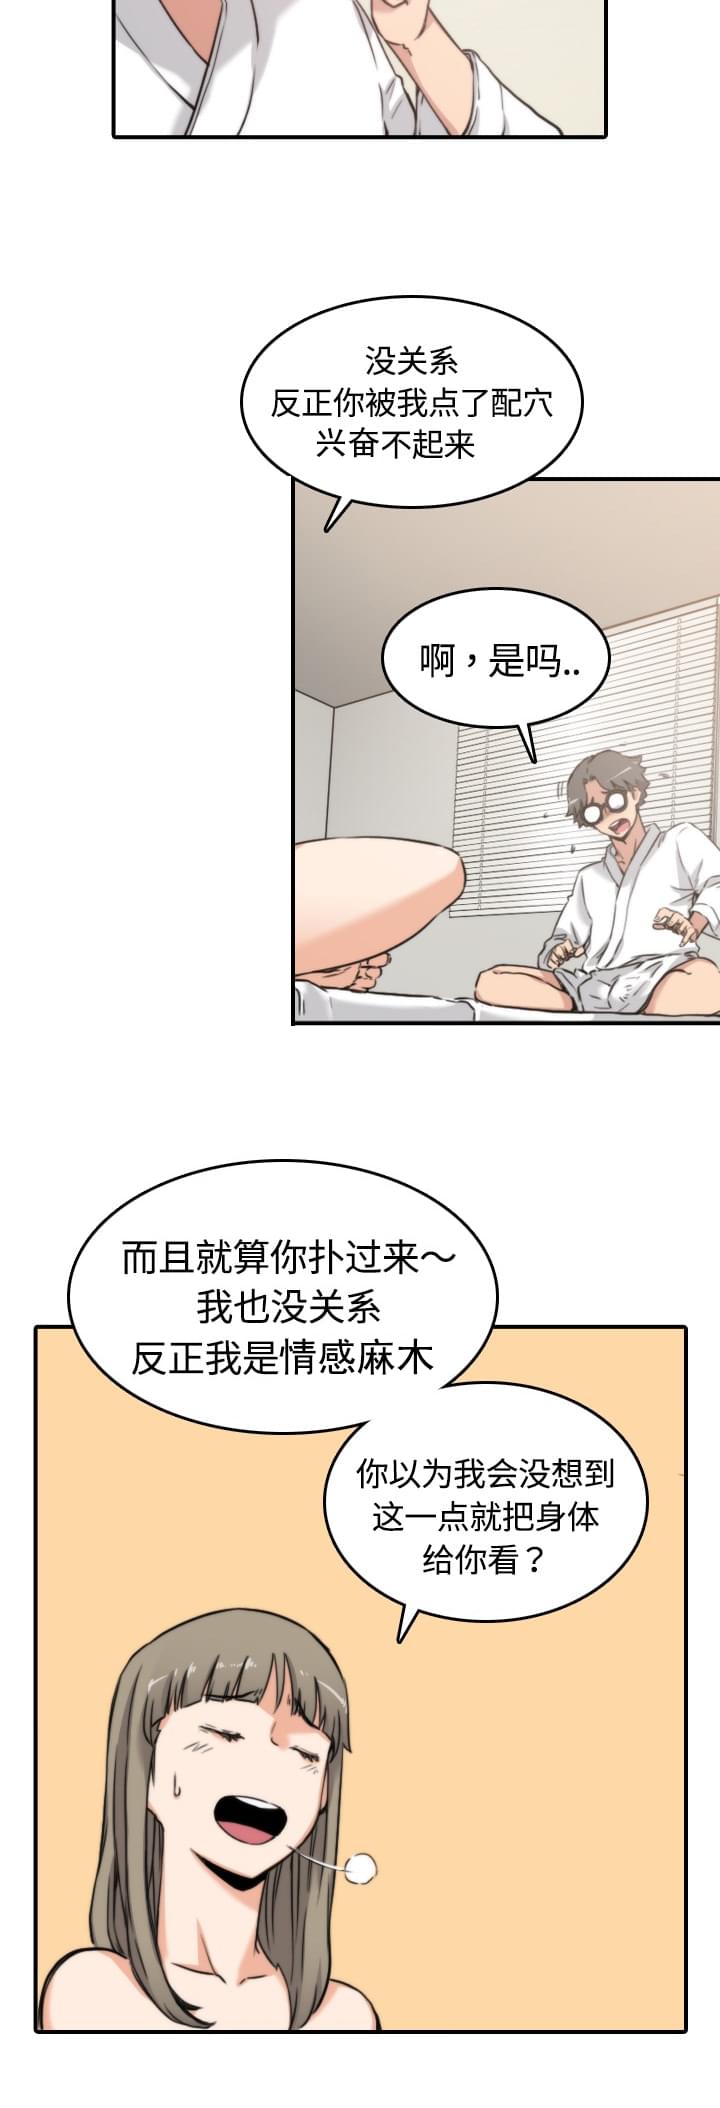 没关系
反正你被我点了配穴
兴奋不起来
啊，是吗..
而且就算你扑过来～
我也没关系
反正我是情感麻木
你以为我会没想到
这一点就把身体
给你看？